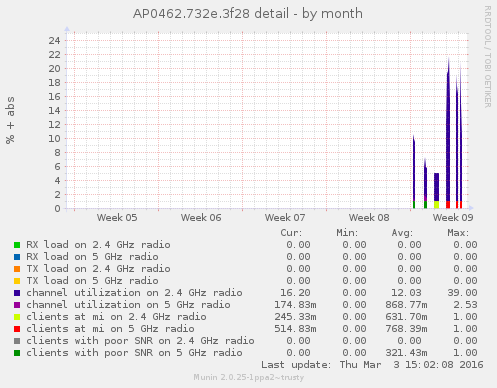 AP0462.732e.3f28 detail - by month
RRDTOOL / TOBI OETIKER
% + abs
24
22
20
18
16
14
12
10
8
6
4
2
0
Week 05 Week 06 Week 07 Week 08 Week 09
Cur: Min: Avg: Max:
RX load on 2.4 GHz radio 0.00 0.00 0.00 0.00
RX load on 5 GHz radio 0.00 0.00 0.00 0.00
TX load on 2.4 GHz radio 0.00 0.00 0.00 0.00
TX load on 5 GHz radio 0.00 0.00 0.00 0.00
channel utilization on 2.4 GHz radio 16.20 0.00 12.03 39.00
channel utilization on 5 GHz radio 174.83m 0.00 868.77m 2.53
clients at mi on 2.4 GHz radio 245.33m 0.00 631.70m 1.00
clients at mi on 5 GHz radio 514.83m 0.00 768.39m 1.00
clients with poor SNR on 2.4 GHz radio 0.00 0.00 0.00 0.00
clients with poor SNR on 5 GHz radio 0.00 0.00 321.43m 1.00
Last update: Thu Mar 3 15:02:08 2016
Munin 2.0.25-1ppa2~trusty